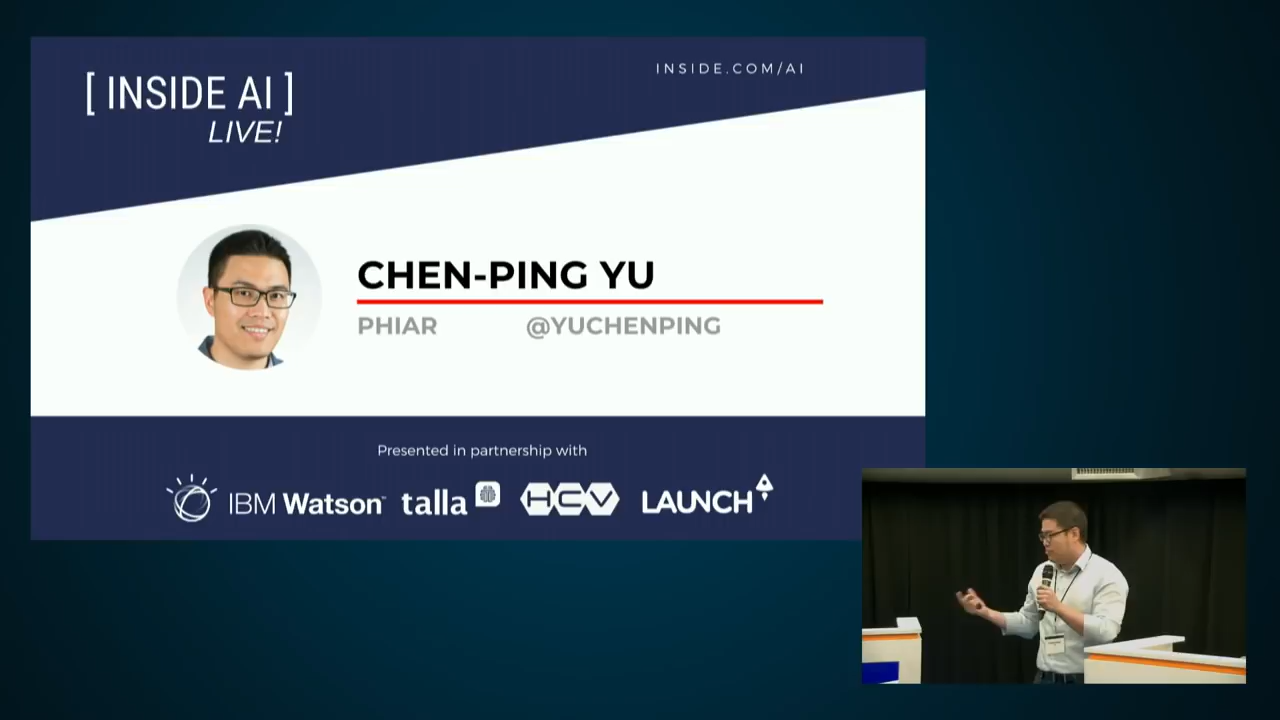 [ INSIDE AI ]
LIVE!
INSIDE.COM/AI
CHEN-PING YU
PHIAR @YUCHENPING
Presented in partnership with
IBM Watson talla HCV LAUNCH